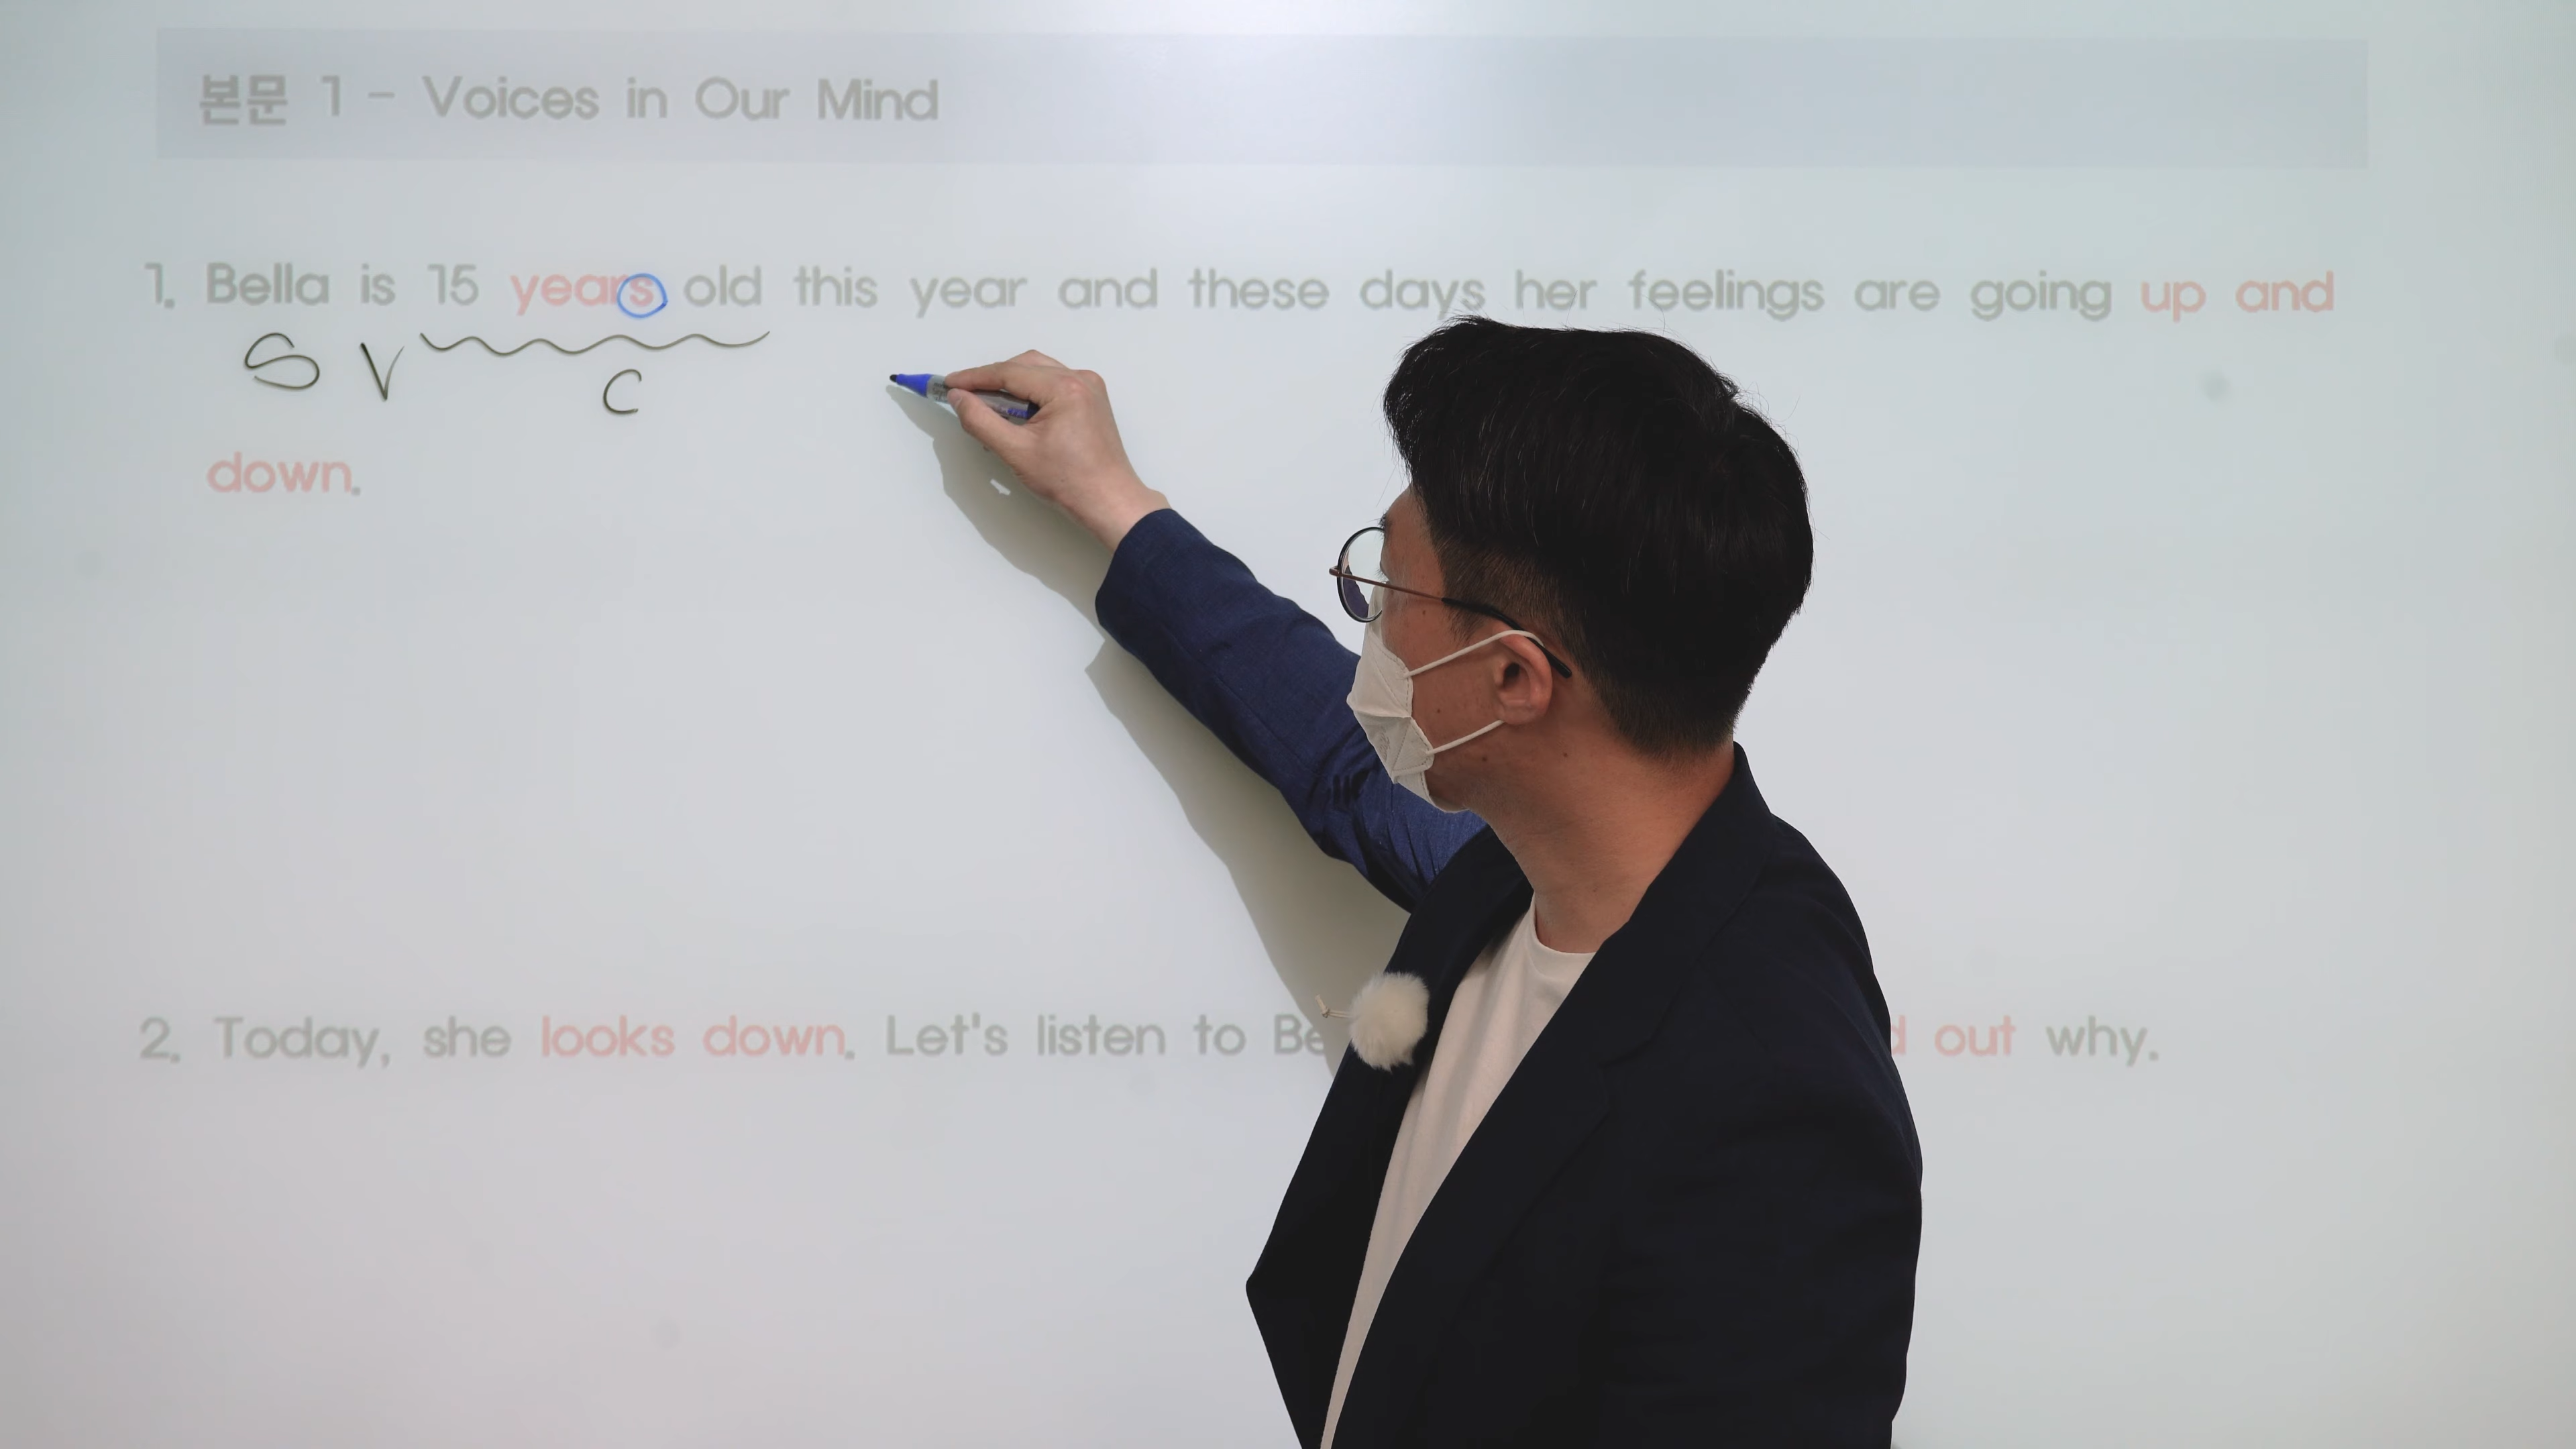 본문 1 - Voices in Our Mind
1. Bella is 15 years old this year and these days her feelings are going up and
S V C
down.
2. Today, she looks down. Let's listen to Be out why.